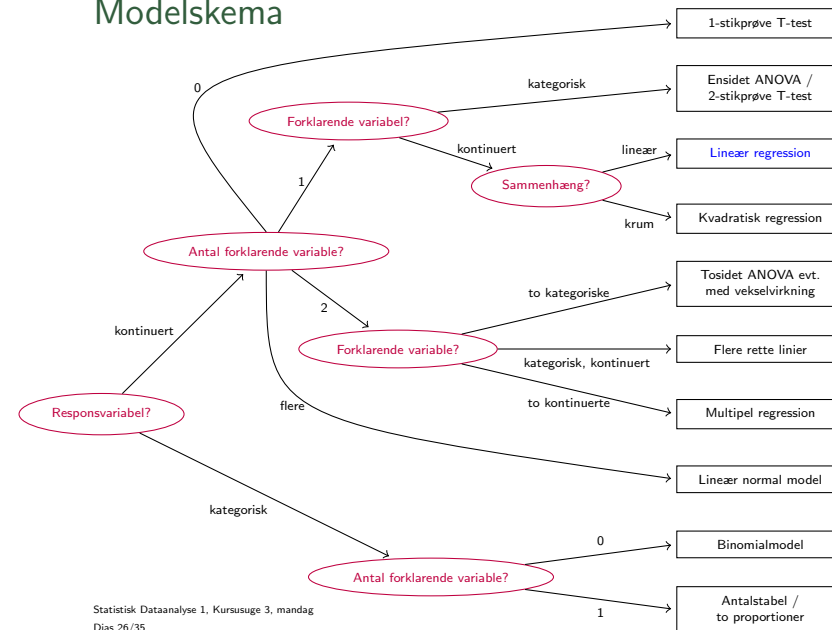 Modelskema
1-stikprøve T-test
0
Ensidet ANOVA /
2-stikprøve T-test
kategorisk
Forklarende variabel?
kontinuert
lineær
Lineær regression
1
Sammenhæng?
krum
Kvadratisk regression
Antal forklarende variable?
Tosidet ANOVA evt.
med vekselvirkning
to kategoriske
2
kontinuert
Forklarende variable?
Flere rette linier
kategorisk, kontinuert
to kontinuerte
flere
Responsvariabel?
Multipel regression
Lineær normal model
kategorisk
0
Binomialmodel
Antal forklarende variable?
1
Antalstabel /
to proportioner
Statistisk Dataanalyse 1, Kursusuge 3, mandag
Dias 26/35